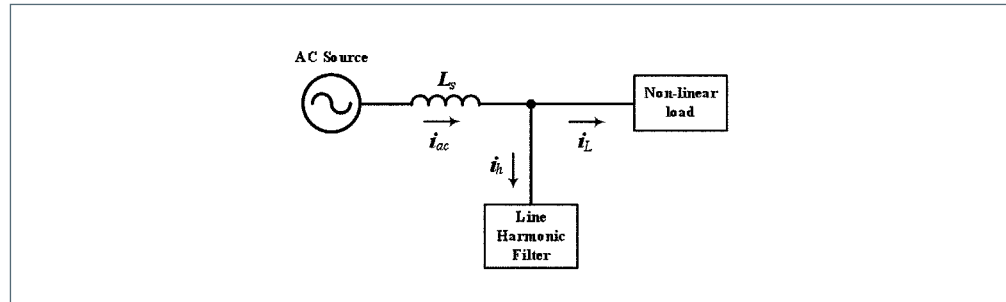 AC Source
Ls
Non-linear
load
iac
iL
ih
Line
Harmonic
Filter